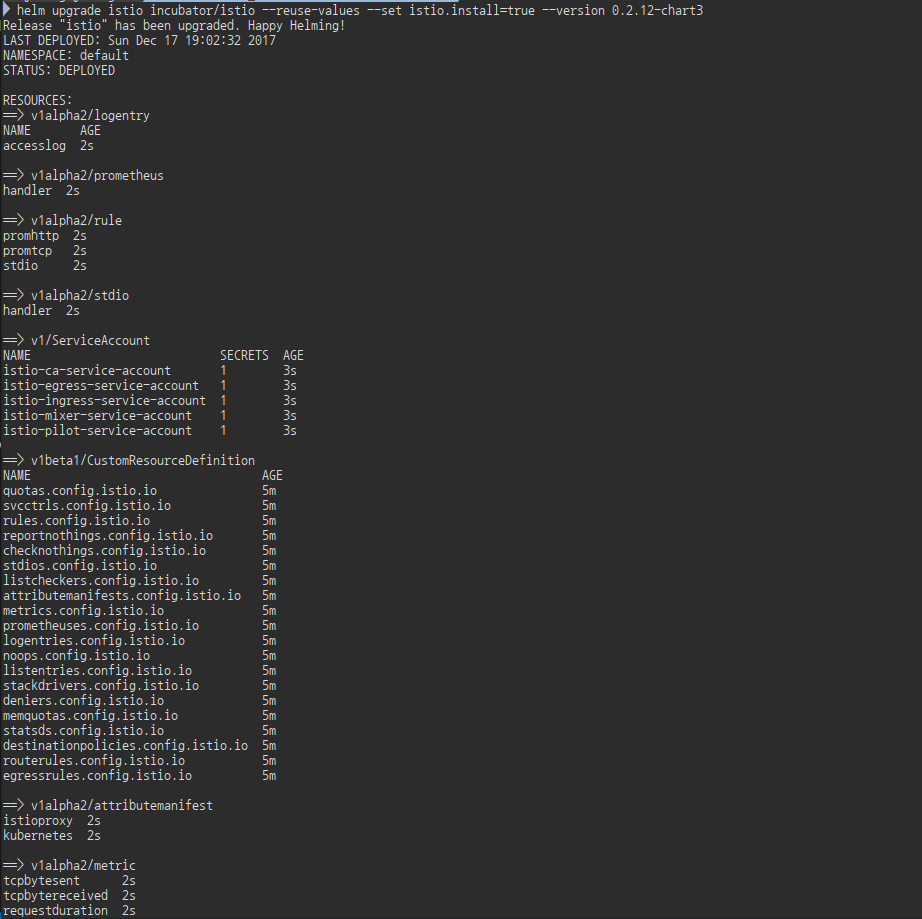 helm upgrade istio incubator/istio --reuse-values --set istio.install=true --version 0.2.12-chart3
Release "istio" has been upgraded. Happy Helming!
LAST DEPLOYED: Sun Dec 17 19:02:32 2017
NAMESPACE: default
STATUS: DEPLOYED
RESOURCES:
==> v1alpha2/logentry
NAME AGE
accesslog 2s
==> v1alpha2/prometheus
handler 2s
==> v1alpha2/rule
promhttp 2s
promtcp 2s
stdio 2s
==> v1alpha2/stdio
handler 2s
==> v1/ServiceAccount
NAME SECRETS AGE
istio-ca-service-account 1 3s
istio-egress-service-account 1 3s
istio-ingress-service-account 1 3s
istio-mixer-service-account 1 3s
istio-pilot-service-account 1 3s
==> v1beta1/CustomResourceDefinition
NAME AGE
quotas.config.istio.io 5m
svcctrls.config.istio.io 5m
rules.config.istio.io 5m
reportnothings.config.istio.io 5m
checknothings.config.istio.io 5m
stdios.config.istio.io 5m
listcheckers.config.istio.io 5m
attributemanifests.config.istio.io 5m
metrics.config.istio.io 5m
prometheuses.config.istio.io 5m
logentries.config.istio.io 5m
noops.config.istio.io 5m
listentries.config.istio.io 5m
stackdrivers.config.istio.io 5m
deniers.config.istio.io 5m
memquotas.config.istio.io 5m
statsds.config.istio.io 5m
destinationpolicies.config.istio.io 5m
routerules.config.istio.io 5m
egressrules.config.istio.io 5m
==> v1alpha2/attributemanifest
istioproxy 2s
kubernetes 2s
==> v1alpha2/metric
tcpbytesent 2s
tcpbytereceived 2s
requestduration 2s